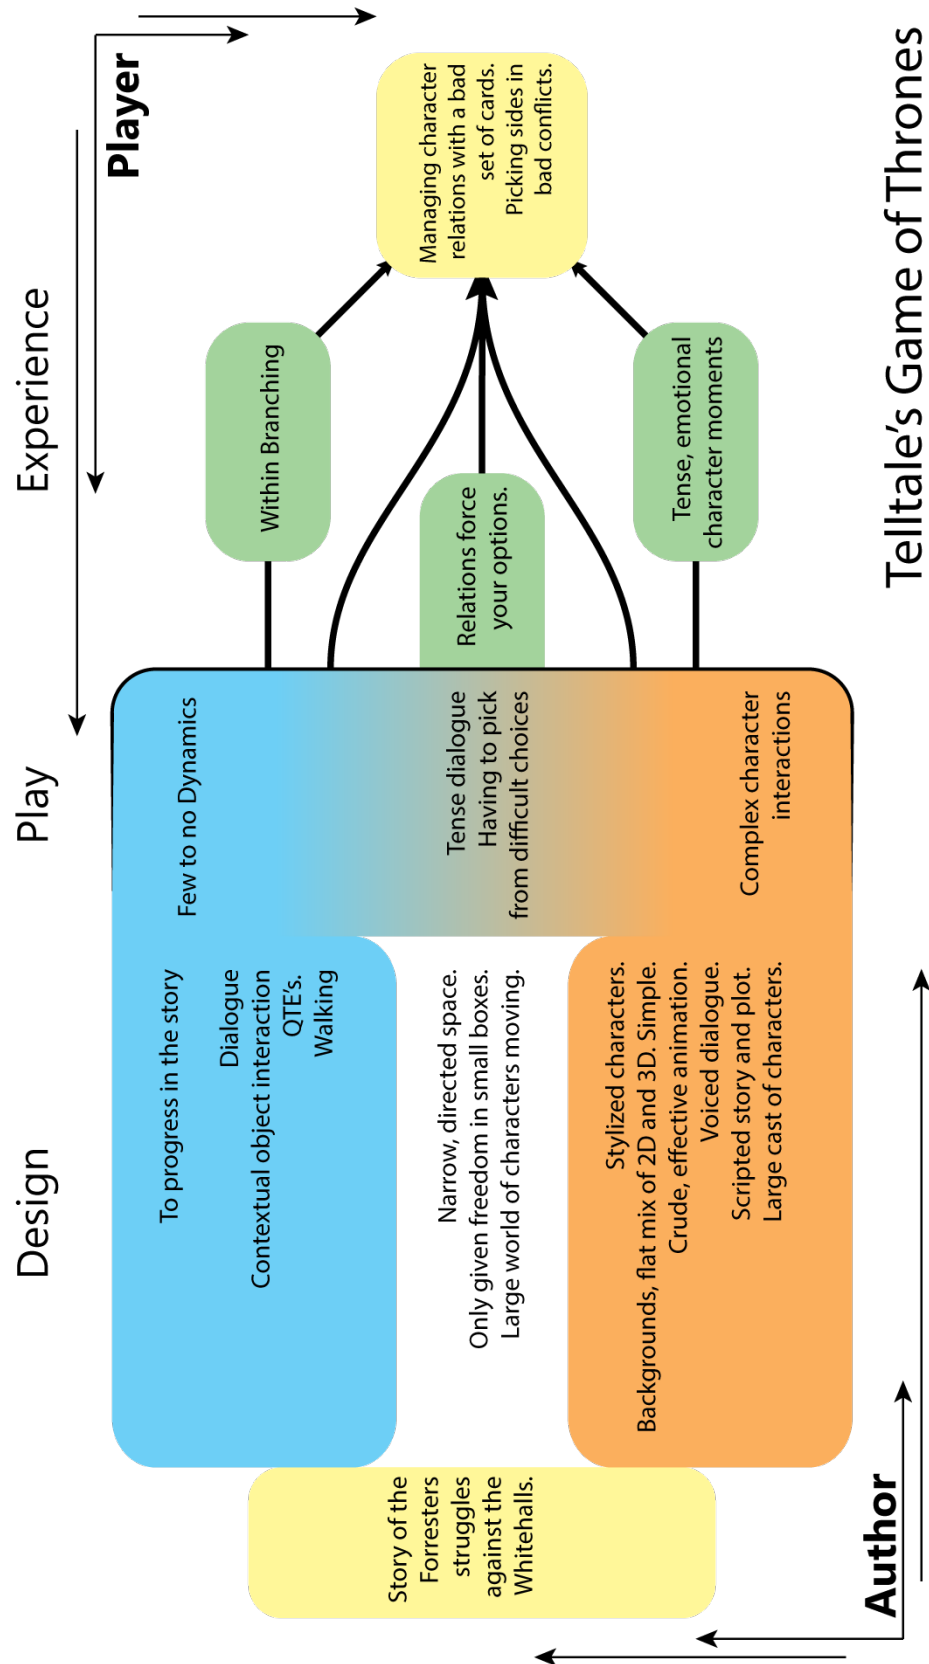 Design
Play
Experience
Player
Story of the
Forresters
struggles
against the
Whitehalls.
To progress in the story
Dialogue
Contextual object interaction
QTE's.
Walking
Narrow, directed space.
Only given freedom in small boxes.
Large world of characters moving.
Stylized characters.
Backgrounds, flat mix of 2D and 3D. Simple.
Crude, effective animation.
Voiced dialogue.
Scripted story and plot.
Large cast of characters.
Few to no Dynamics
Tense dialogue
Having to pick
from difficult choices
Complex character
interactions
Within Branching
Relations force
your options.
Tense, emotional
character moments
Managing character
relations with a bad
set of cards.
Picking sides in
bad conflicts.
Author
Telltale's Game of Thrones